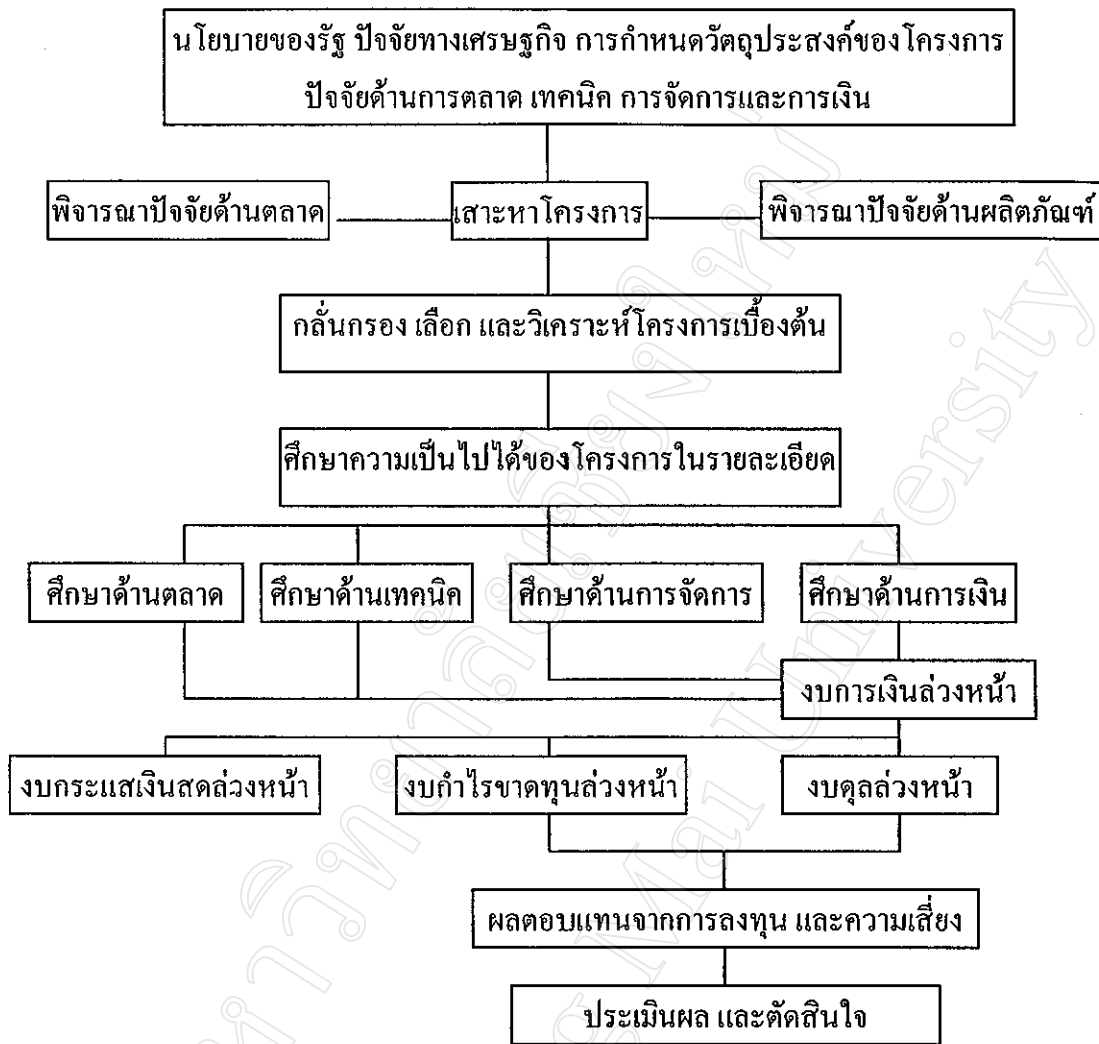 นโยบายของรัฐ ปัจจัยทางเศรษฐกิจ การกำหนดวัตถุประสงค์ของโครงการ
ปัจจัยด้านการตลาด เทคนิค การจัดการและการเงิน
พิจารณาปัจจัยด้านตลาด
เสาะหาโครงการ
พิจารณาปัจจัยด้านผลิตภัณฑ์
กลั่นกรอง เลือก และวิเคราะห์โครงการเบื้องต้น
ศึกษาความเป็นไปได้ของโครงการในรายละเอียด
ศึกษาด้านตลาด
ศึกษาด้านเทคนิค
ศึกษาด้านการจัดการ
ศึกษาด้านการเงิน
งบการเงินล่วงหน้า
งบกระแสเงินสดล่วงหน้า
งบกำไรขาดทุนล่วงหน้า
งบดุลล่วงหน้า
ผลตอบแทนจากการลงทุน และความเสี่ยง
ประเมินผล และตัดสินใจ
Mai University